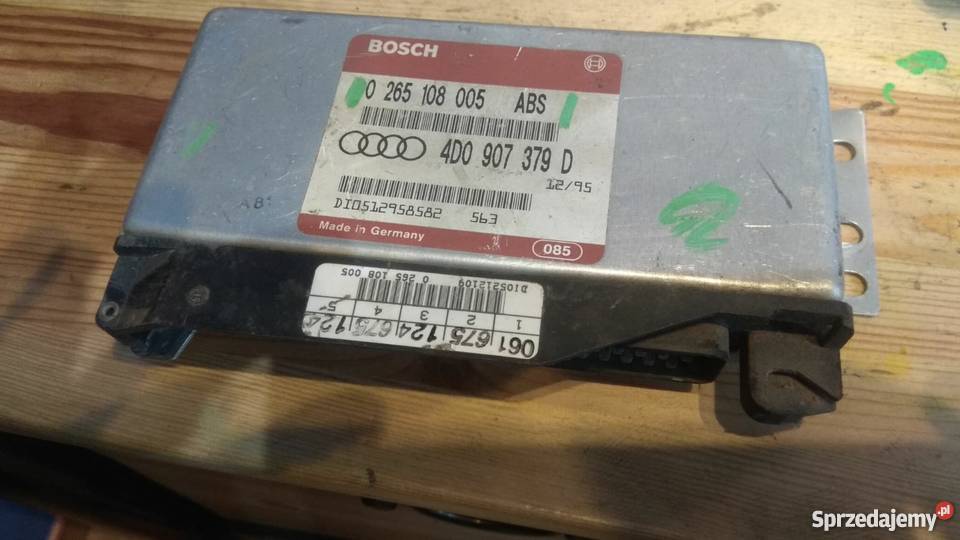 BOSCH
0 265 108 005 ABS
4D0 907 379 D
12/95
DI0512958582 563
Made in Germany
085
ABS
DI05212109
0 265 108 005
1 2 3 4 5
061 675 124 675 124
Sprzedajemy.pl